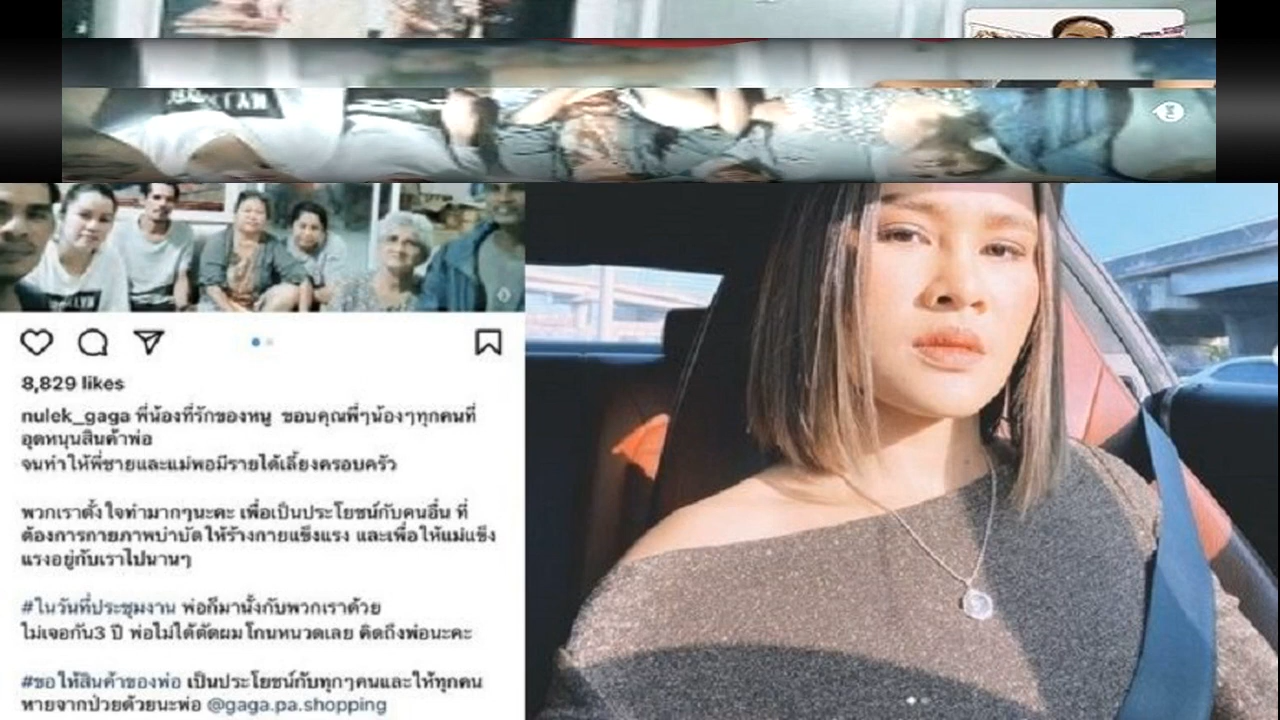 8,829 likes
nulek_gaga พี่น้องที่รักของหนู ขอบคุณพี่ๆน้องๆทุกคนที่
อุดหนุนสินค้าพ่อ
จนทำให้พี่ชายและแม่พอมีรายได้เลี้ยงครอบครัว
พวกเราตั้งใจทำมากๆนะคะ เพื่อเป็นประโยชน์กับคนอื่น ที่
ต้องการกายภาพบำบัดให้ร้างกายแข็งแรง และเพื่อให้แม่แข็ง
แรงอยู่กับเราไปนานๆ
#ในวันที่ประชุมงาน พ่อก็มานั้งกับพวกเราด้วย
ไม่เจอกัน3 ปี พ่อไม่ได้ตัดผมโกนหนวดเลย คิดถึงพ่อนะคะ
#ขอให้สินค้าของพ่อ เป็นประโยชน์กับทุกๆคนและให้ทุกคน
หายจากป่วยด้วยนะพ่อ @gaga.pa.shopping